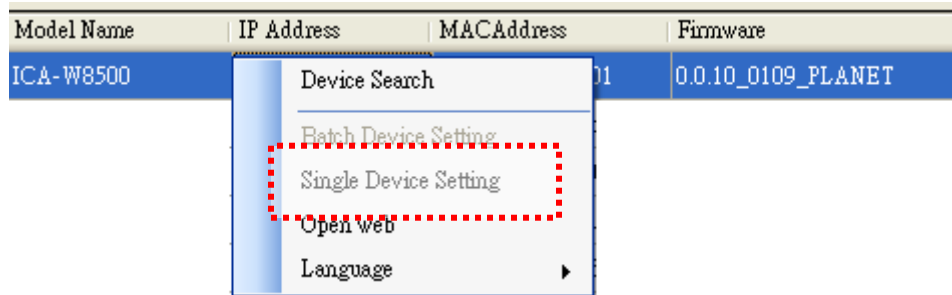 Model Name IP Address MACAddress Firmware
ICA-W8500 01 0.0.10_0109_PLANET
Device Search
Batch Device Setting
Single Device Setting
Open web
Language